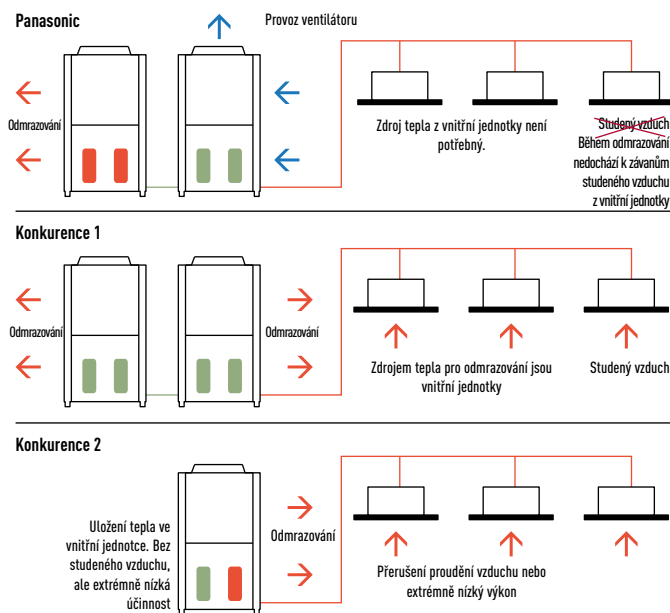 Panasonic
Provoz ventilátoru
Odmrazování
Zdroj tepla z vnitřní jednotky není
potřebný.
Studený vzduch
Během odmrazování
nedochází k závanům
studeného vzduchu
z vnitřní jednotky
Konkurence 1
Odmrazování
Odmrazování
Zdrojem tepla pro odmrazování jsou
vnitřní jednotky
Studený vzduch
Konkurence 2
Uložení tepla ve
vnitřní jednotce. Bez
studeného vzduchu,
ale extrémně nízká
účinnost
Odmrazování
Přerušení proudění vzduchu nebo
extrémně nízký výkon